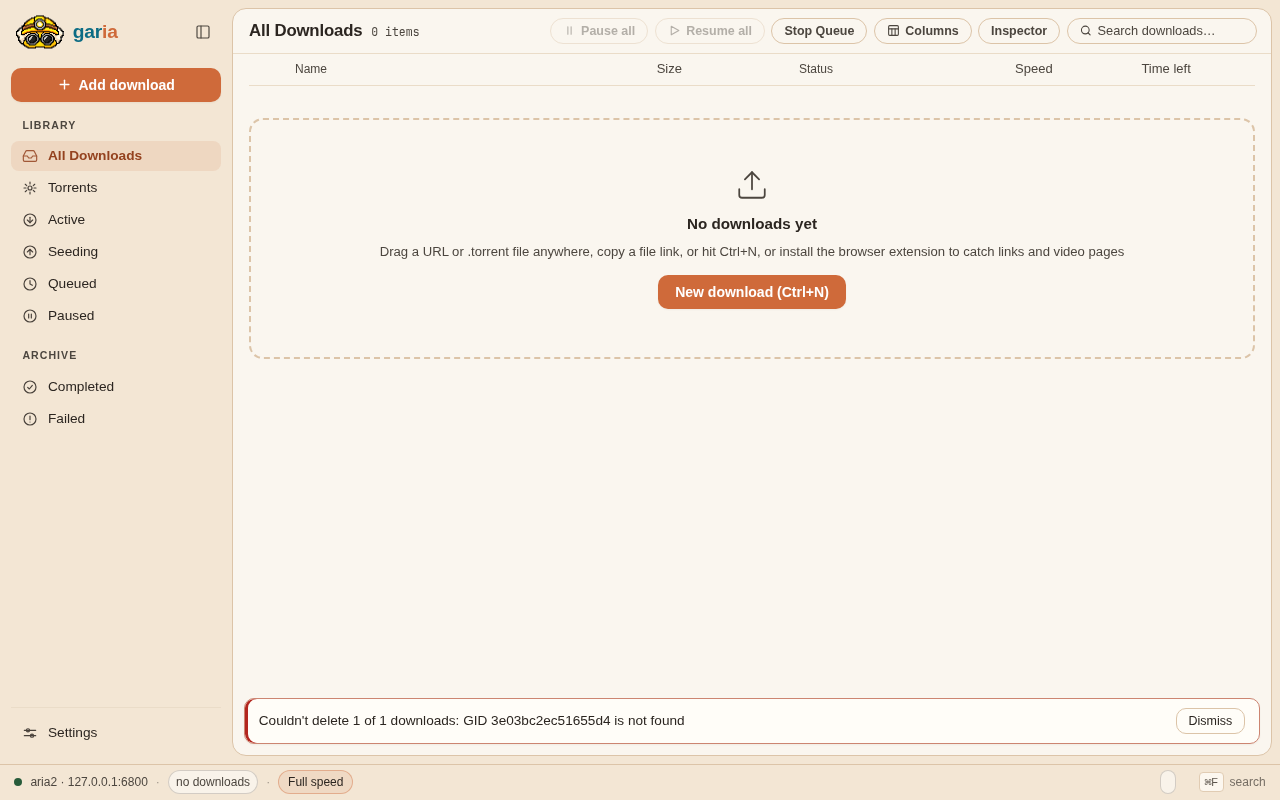 garia
Add download
LIBRARY
All Downloads
Torrents
Active
Seeding
Queued
Paused
ARCHIVE
Completed
Failed
Settings
All Downloads 0 items
Pause all
Resume all
Stop Queue
Columns
Inspector
Search downloads…
Name Size Status Speed Time left
No downloads yet
Drag a URL or .torrent file anywhere, copy a file link, or hit Ctrl+N, or install the browser extension to catch links and video pages
New download (Ctrl+N)
Couldn't delete 1 of 1 downloads: GID 3e03bc2ec51655d4 is not found
Dismiss
aria2 · 127.0.0.1:6800 · no downloads · Full speed
⌘F search